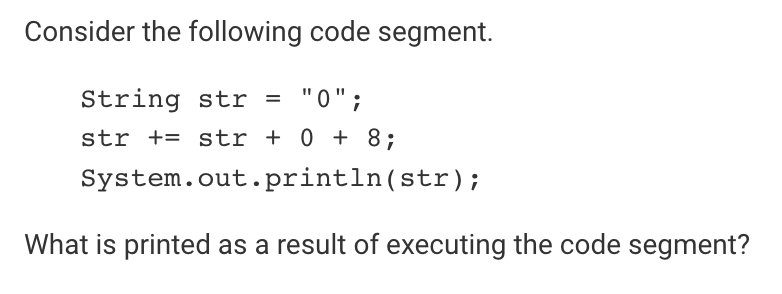 Consider the following code segment.
String str = "0";
str += str + 0 + 8;
System.out.println(str);
What is printed as a result of executing the code segment?